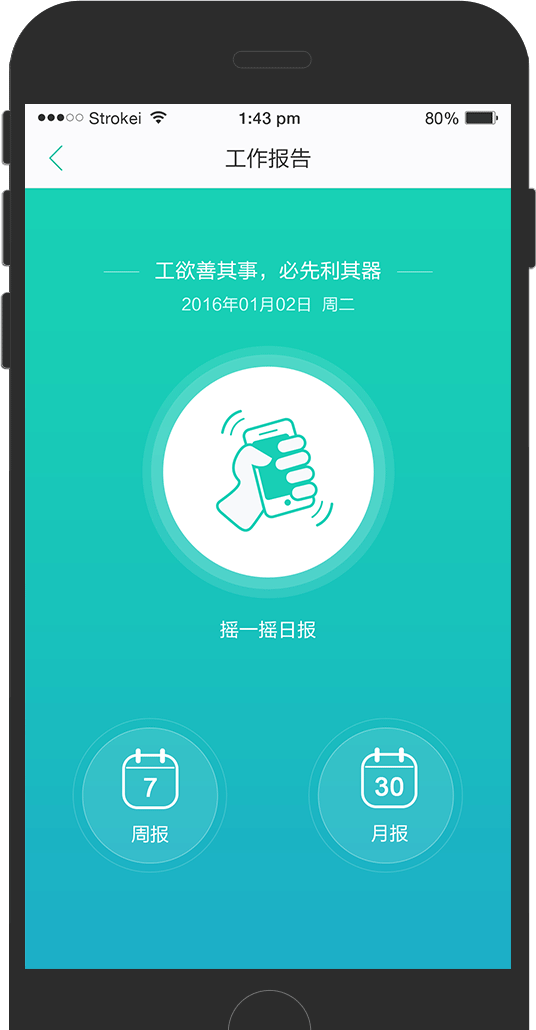 Strokei 1:43 pm 80%
工作报告
工欲善其事，必先利其器
2016年01月02日 周二
摇一摇日报
7 30
周报 月报